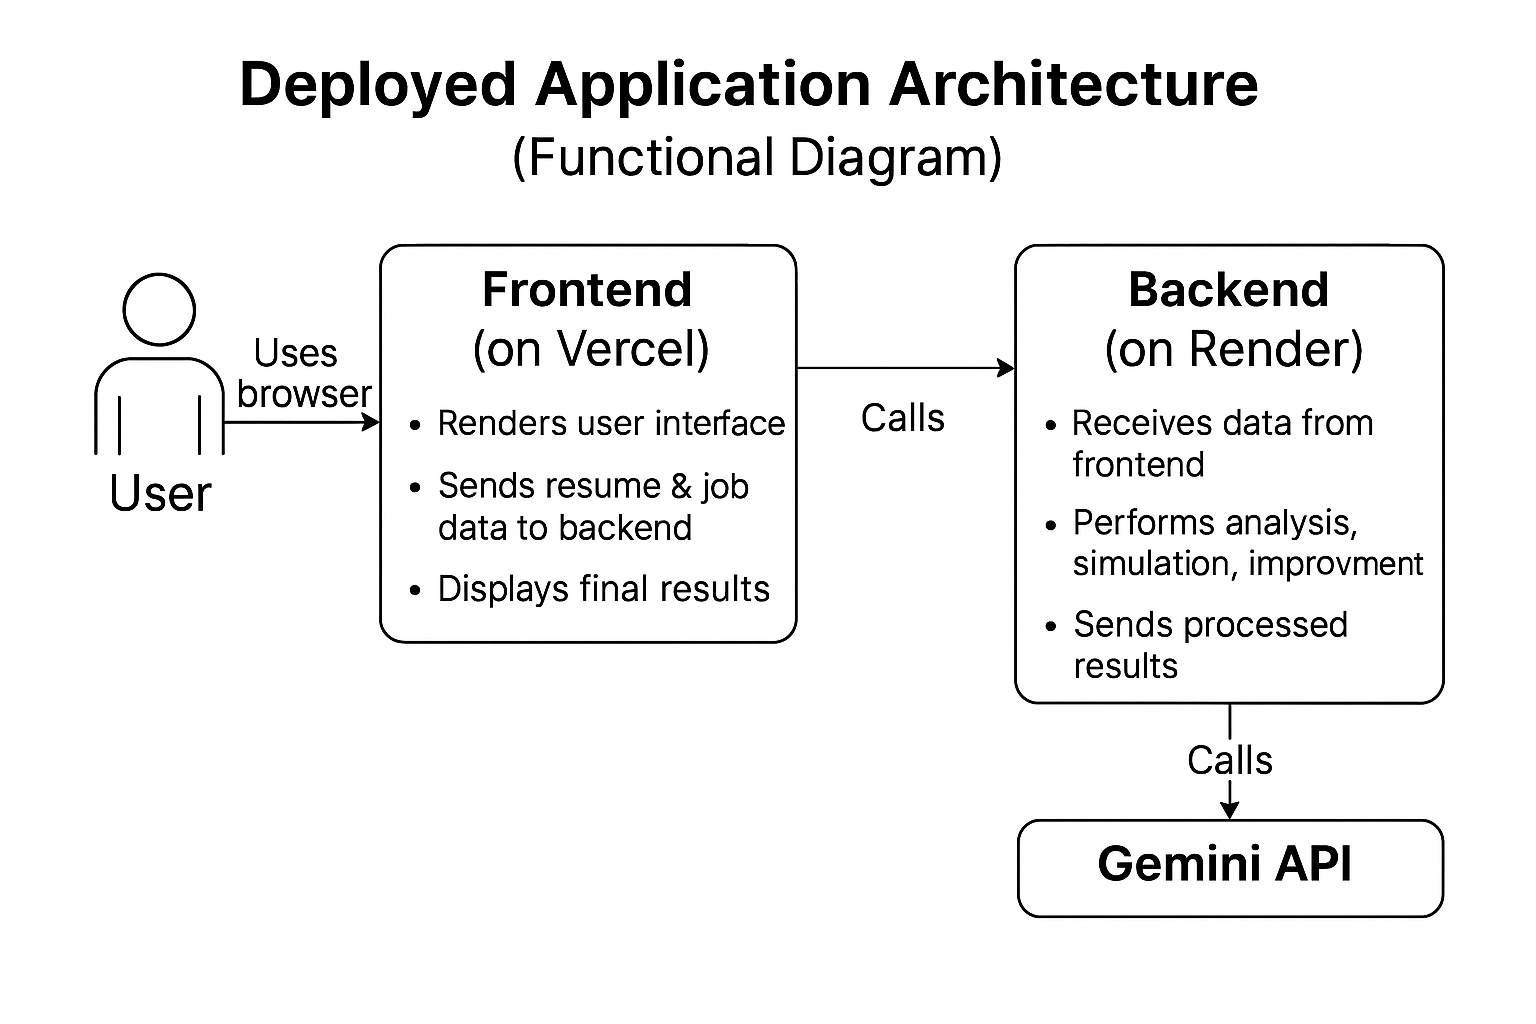 Deployed Application Architecture
(Functional Diagram)
User
Uses
browser
Frontend
(on Vercel)
• Renders user interface
• Sends resume & job
data to backend
• Displays final results
Calls
Backend
(on Render)
• Receives data from
frontend
• Performs analysis,
simulation, improvment
• Sends processed
results
Calls
Gemini API